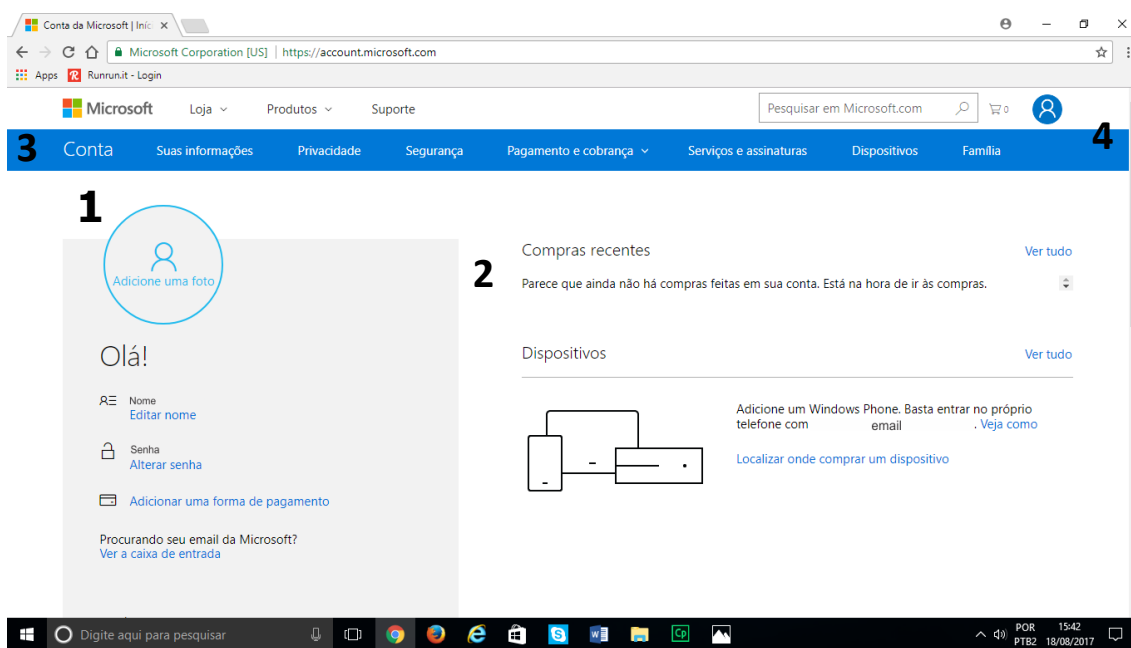 Conta da Microsoft | Iníc
Microsoft Corporation [US] | https://account.microsoft.com
Apps Runrun.it - Login
Microsoft Loja Produtos Suporte Pesquisar em Microsoft.com 0
3 Conta Suas informações Privacidade Segurança Pagamento e cobrança Serviços e assinaturas Dispositivos Família 4
1
Adicione uma foto
Olá!
Nome
Editar nome
Senha
Alterar senha
Adicionar uma forma de pagamento
Procurando seu email da Microsoft?
Ver a caixa de entrada
2
Compras recentes Ver tudo
Parece que ainda não há compras feitas em sua conta. Está na hora de ir às compras.
Dispositivos Ver tudo
Adicione um Windows Phone. Basta entrar no próprio
telefone com email . Veja como
Localizar onde comprar um dispositivo
Digite aqui para pesquisar
POR 15:42
PTB2 18/08/2017